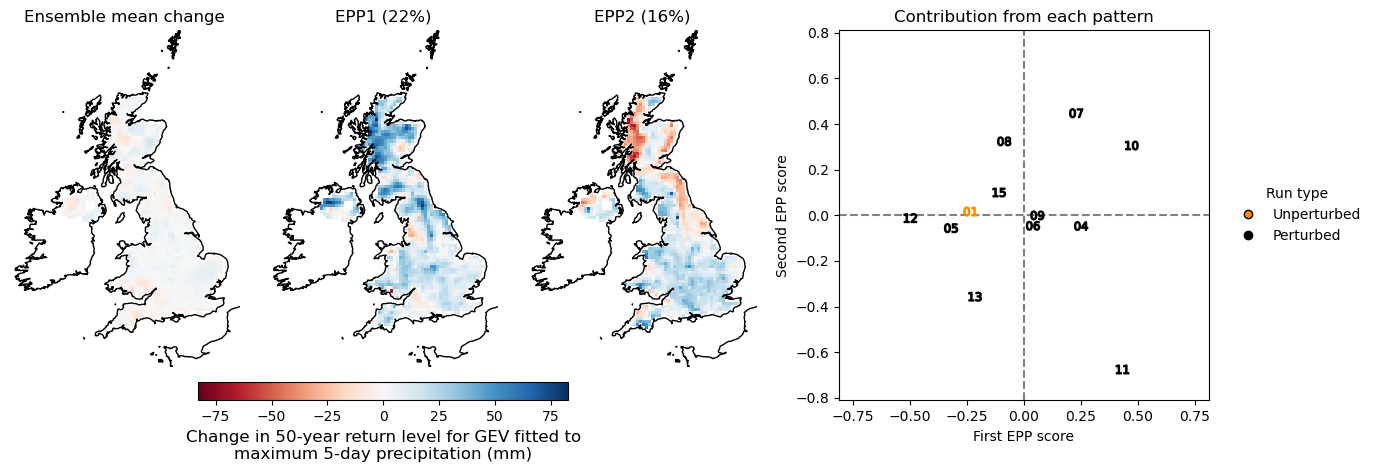 Ensemble mean change
EPP1 (22%)
EPP2 (16%)
−75 −50 −25 0 25 50 75
Change in 50-year return level for GEV fitted to
maximum 5-day precipitation (mm)
Contribution from each pattern
Second EPP score
0.8
0.6
0.4
0.2
0.0
−0.2
−0.4
−0.6
−0.8
07
08
10
15
01
09
12
05
06
04
13
11
−0.75 −0.50 −0.25 0.00 0.25 0.50 0.75
First EPP score
Run type
Unperturbed
Perturbed